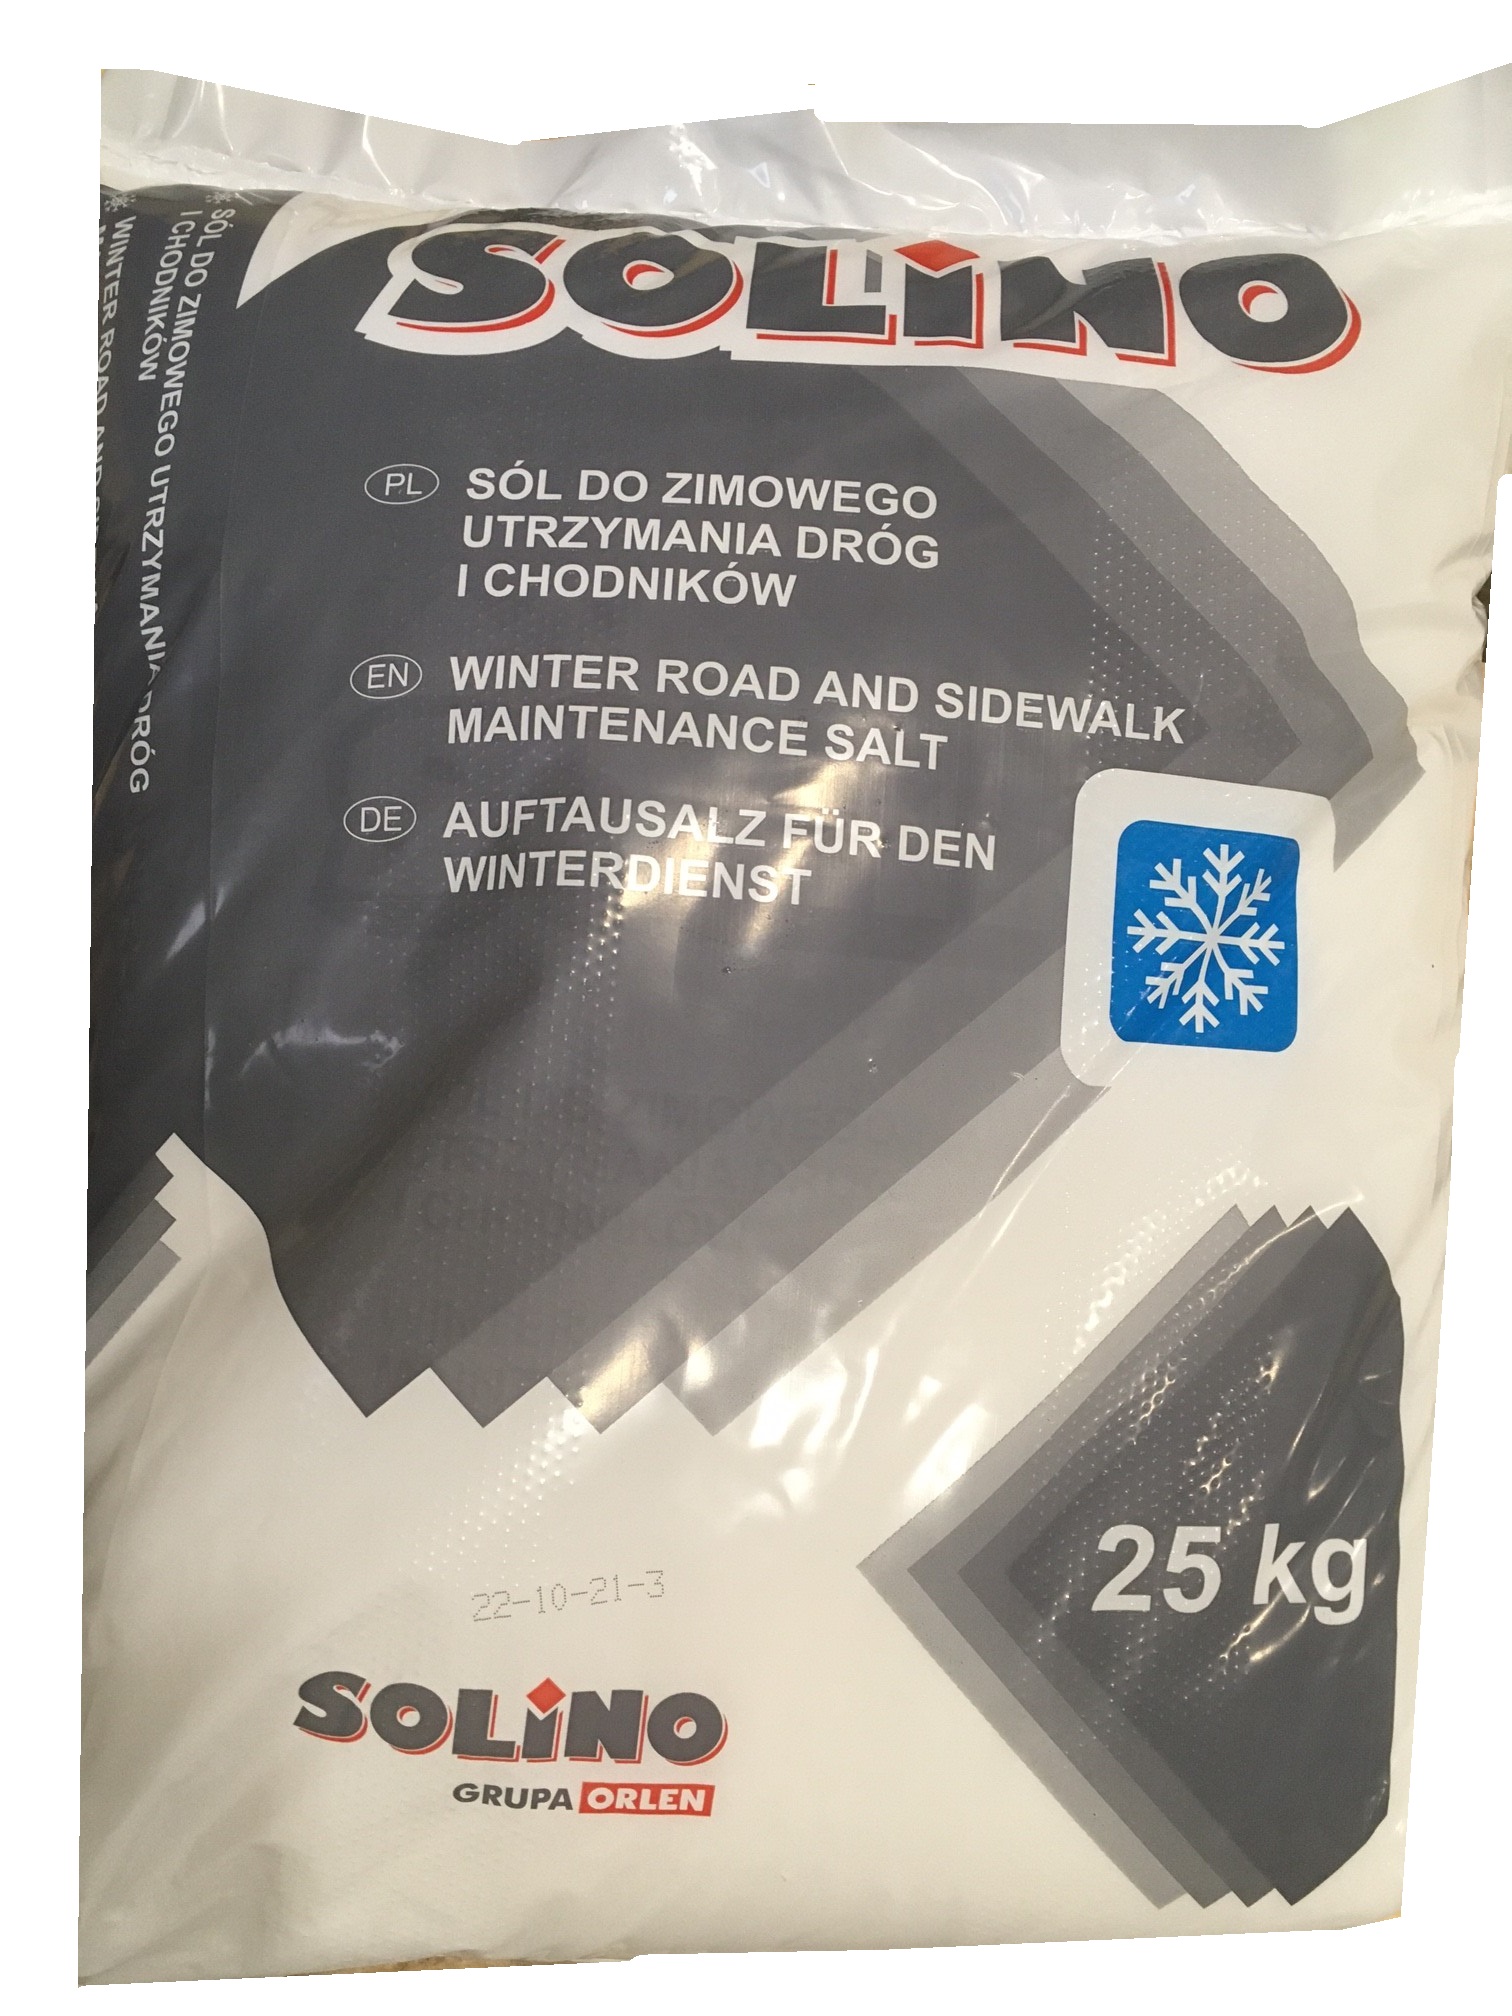 SOLiNO
PL SÓL DO ZIMOWEGO
UTRZYMANIA DRÓG
I CHODNIKÓW
EN WINTER ROAD AND SIDEWALK
MAINTENANCE SALT
DE AUFTAUSALZ FÜR DEN
WINTERDIENST
25 kg
22-10-21-3
SOLiNO
GRUPA ORLEN
SÓL DO ZIMOWEGO UTRZYMANIA DRÓG
I CHODNIKÓW
WINTER ROAD AND